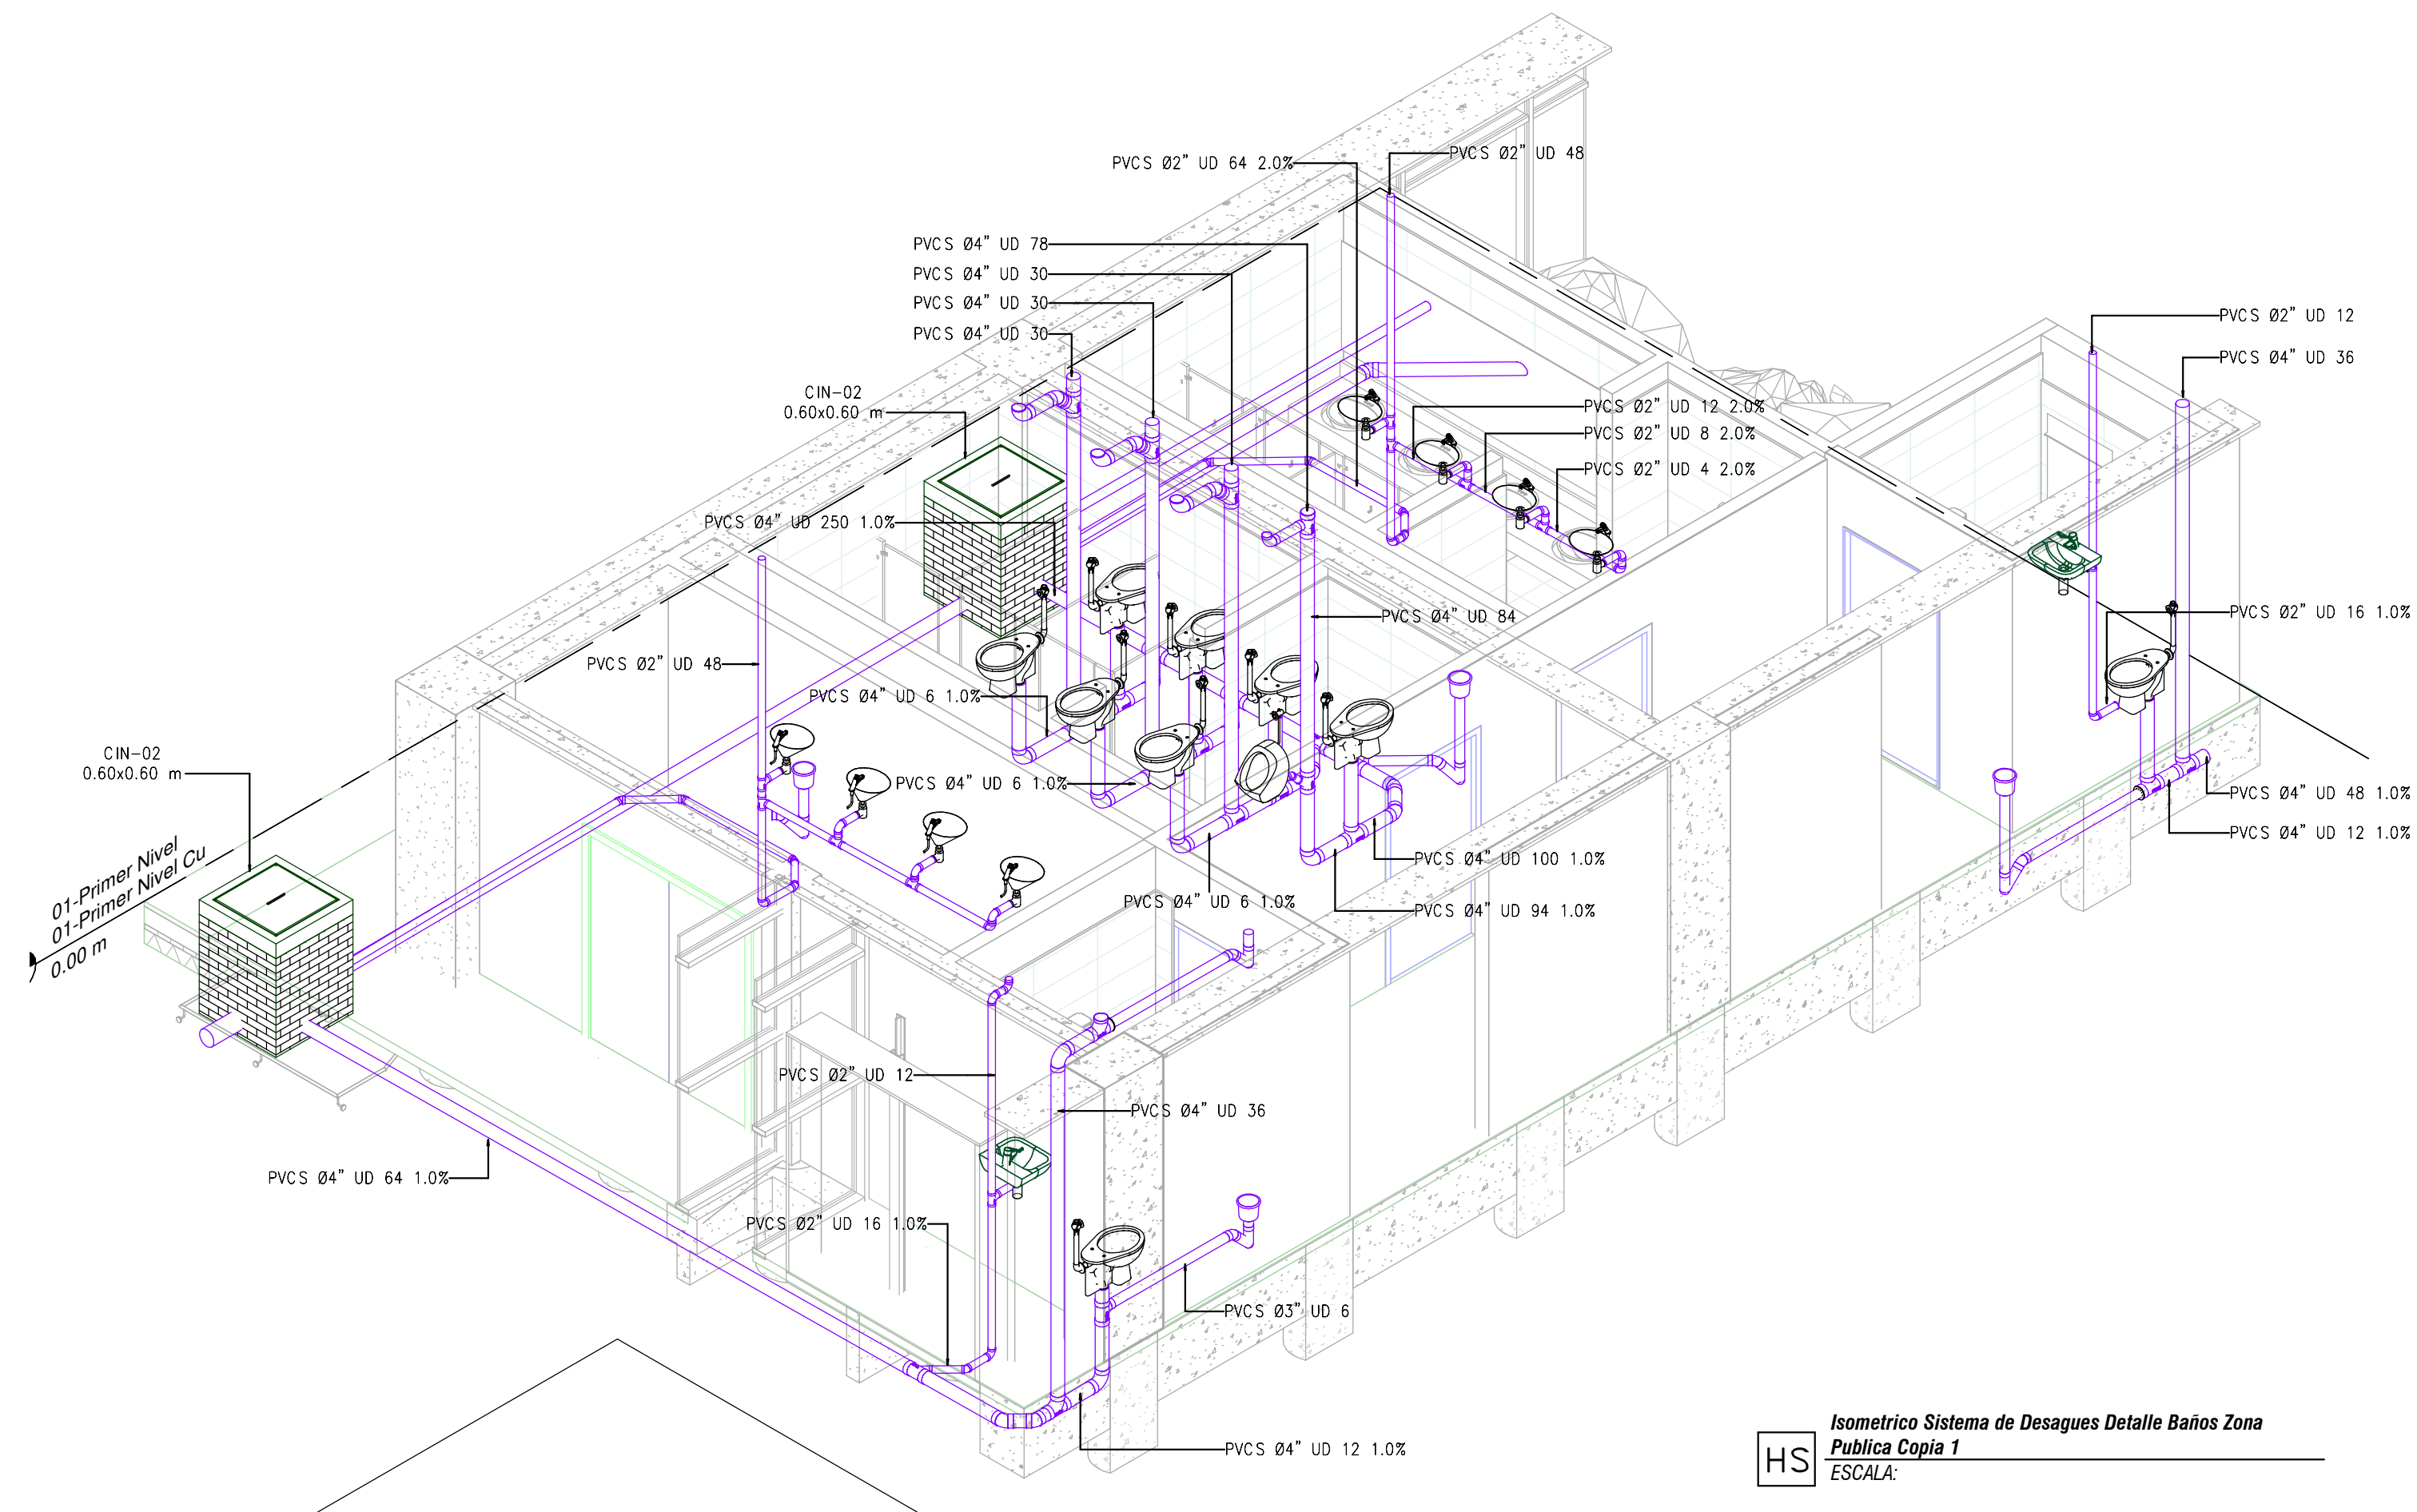 PVCS Ø2” UD 64 2.0%
PVCS Ø2” UD 48
PVCS Ø4” UD 78
PVCS Ø4” UD 30
PVCS Ø4” UD 30
PVCS Ø4” UD 30
PVCS Ø2” UD 12
PVCS Ø4” UD 36
CIN-02
0.60x0.60 m
PVCS Ø2” UD 12 2.0%
PVCS Ø2” UD 8 2.0%
PVCS Ø2” UD 4 2.0%
PVCS Ø4” UD 250 1.0%
PVCS Ø4” UD 84
PVCS Ø2” UD 16 1.0%
PVCS Ø2” UD 48
PVCS Ø4” UD 6 1.0%
CIN-02
0.60x0.60 m
PVCS Ø4” UD 6 1.0%
PVCS Ø4” UD 48 1.0%
PVCS Ø4” UD 12 1.0%
01-Primer Nivel
01-Primer Nivel Cu
0.00 m
PVCS Ø4” UD 100 1.0%
PVCS Ø4” UD 6 1.0%
PVCS Ø4” UD 94 1.0%
PVCS Ø2” UD 12
PVCS Ø4” UD 36
PVCS Ø4” UD 64 1.0%
PVCS Ø2” UD 16 1.0%
PVCS Ø3” UD 6
PVCS Ø4” UD 12 1.0%
HS
Isometrico Sistema de Desagues Detalle Baños Zona
Publica Copia 1
ESCALA: